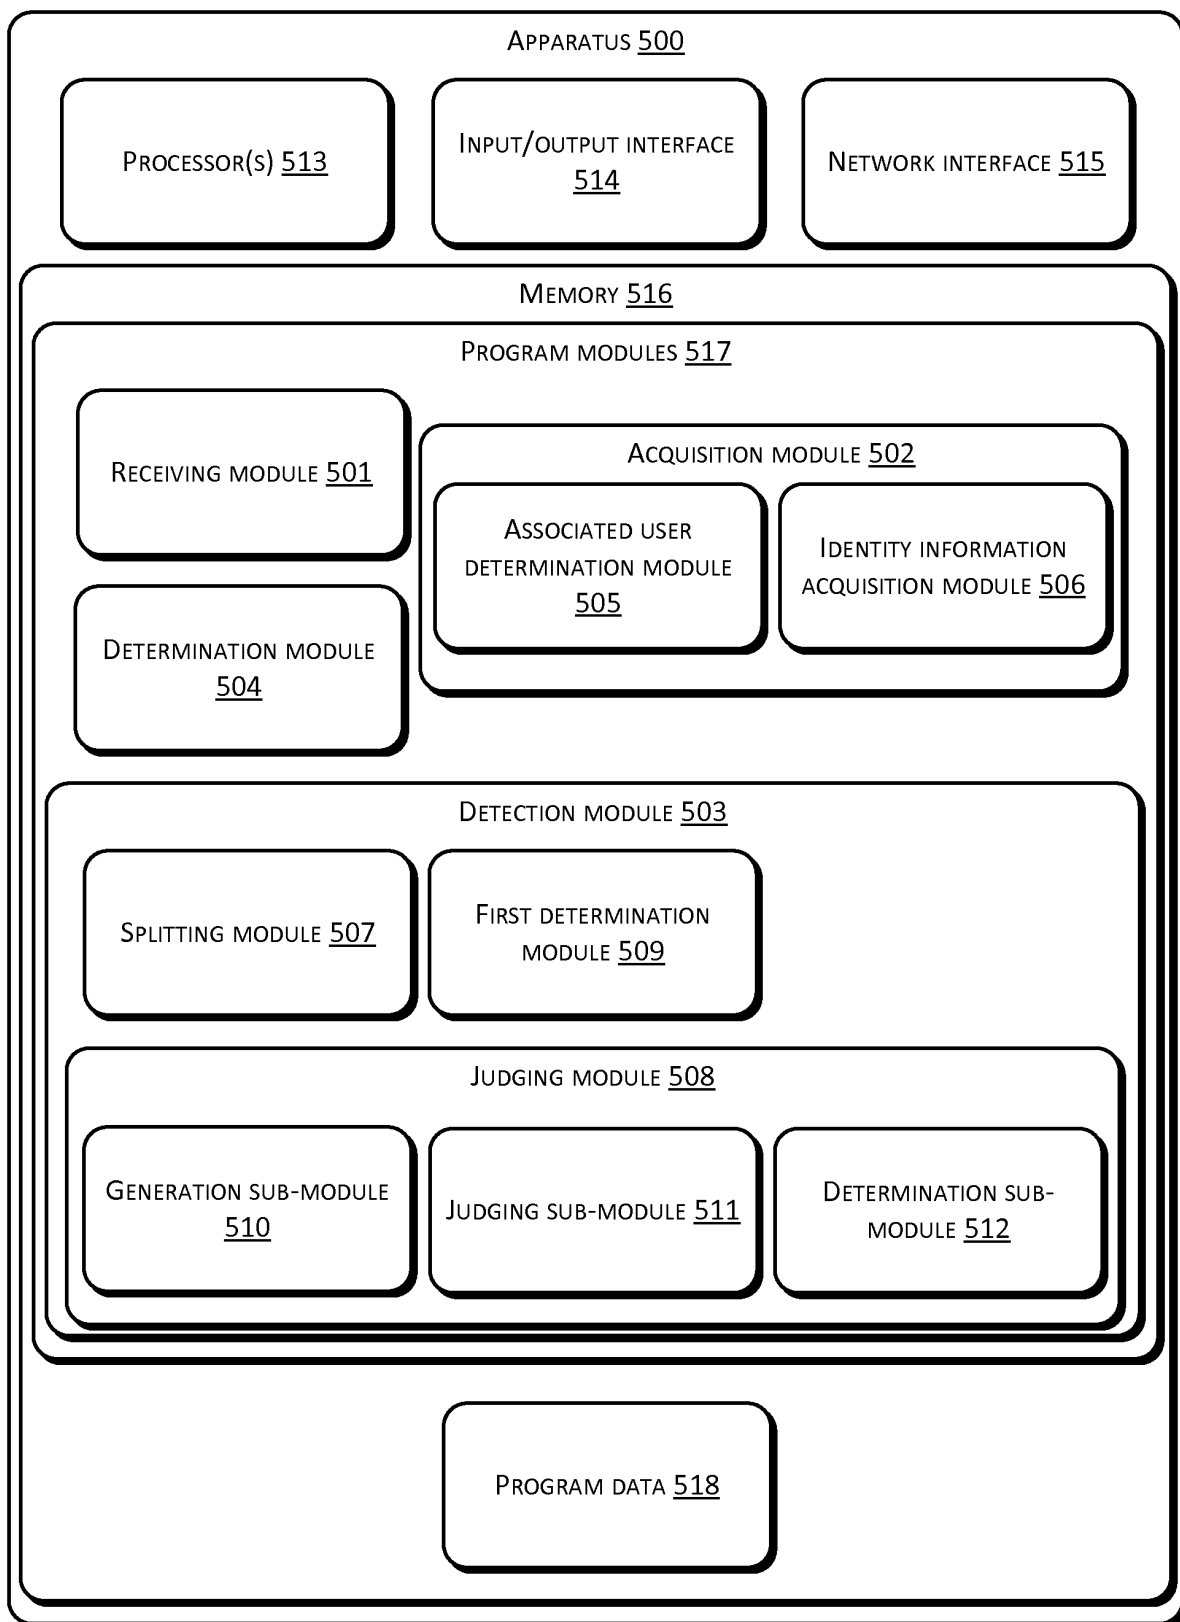 APPARATUS 500
PROCESSOR(S) 513
INPUT/OUTPUT INTERFACE
514
NETWORK INTERFACE 515
MEMORY 516
PROGRAM MODULES 517
RECEIVING MODULE 501
ACQUISITION MODULE 502
ASSOCIATED USER
DETERMINATION MODULE
505
IDENTITY INFORMATION
ACQUISITION MODULE 506
DETERMINATION MODULE
504
DETECTION MODULE 503
SPLITTING MODULE 507
FIRST DETERMINATION
MODULE 509
JUDGING MODULE 508
GENERATION SUB-MODULE
510
JUDGING SUB-MODULE 511
DETERMINATION SUB-
MODULE 512
PROGRAM DATA 518